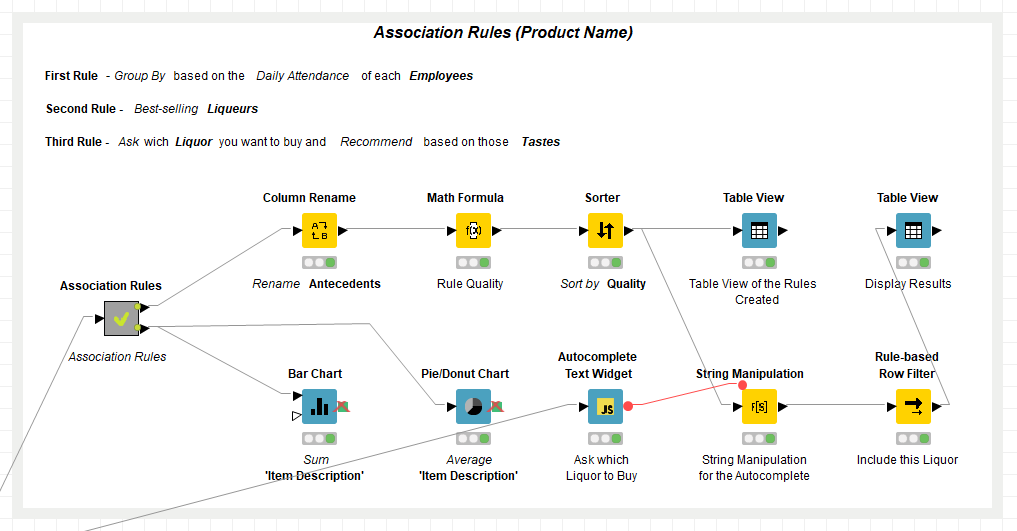 Association Rules (Product Name)
First Rule - Group By based on the Daily Attendance of each Employees
Second Rule - Best-selling Liqueurs
Third Rule - Ask wich Liquor you want to buy and Recommend based on those Tastes
Column Rename
Math Formula
Sorter
Table View
Table View
A B
f(x)
Rename Antecedents
Rule Quality
Sort by Quality
Table View of the Rules
Created
Display Results
Association Rules
Association Rules
Bar Chart
Pie/Donut Chart
Autocomplete
Text Widget
String Manipulation
Rule-based
Row Filter
JS
F[S]
Sum
'Item Description'
Average
'Item Description'
Ask which
Liquor to Buy
String Manipulation
for the Autocomplete
Include this Liquor